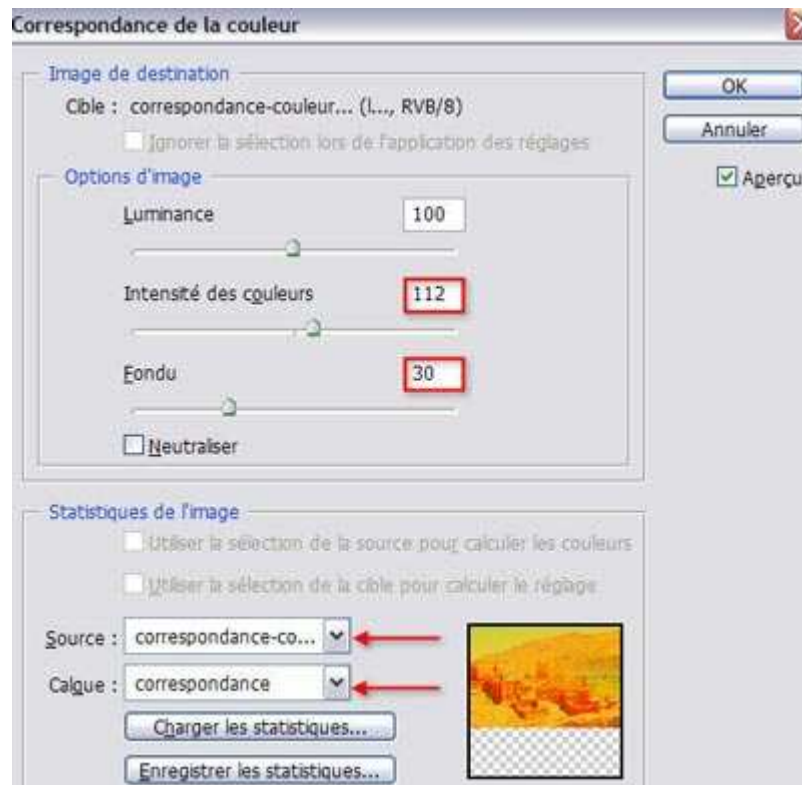 Correspondance de la couleur
Image de destination
Cible : correspondance-couleur... (l..., RVB/8)
Ignorer la sélection lors de l'application des réglages
Options d'image
Luminance 100
Intensité des couleurs 112
Fondu 30
Neutraliser
OK
Annuler
Aperçu
Statistiques de l'image
Utiliser la sélection de la source pour calculer les couleurs
Utiliser la sélection de la cible pour calculer le réglage
Source : correspondance-co...
Calque : correspondance
Charger les statistiques...
Enregistrer les statistiques...